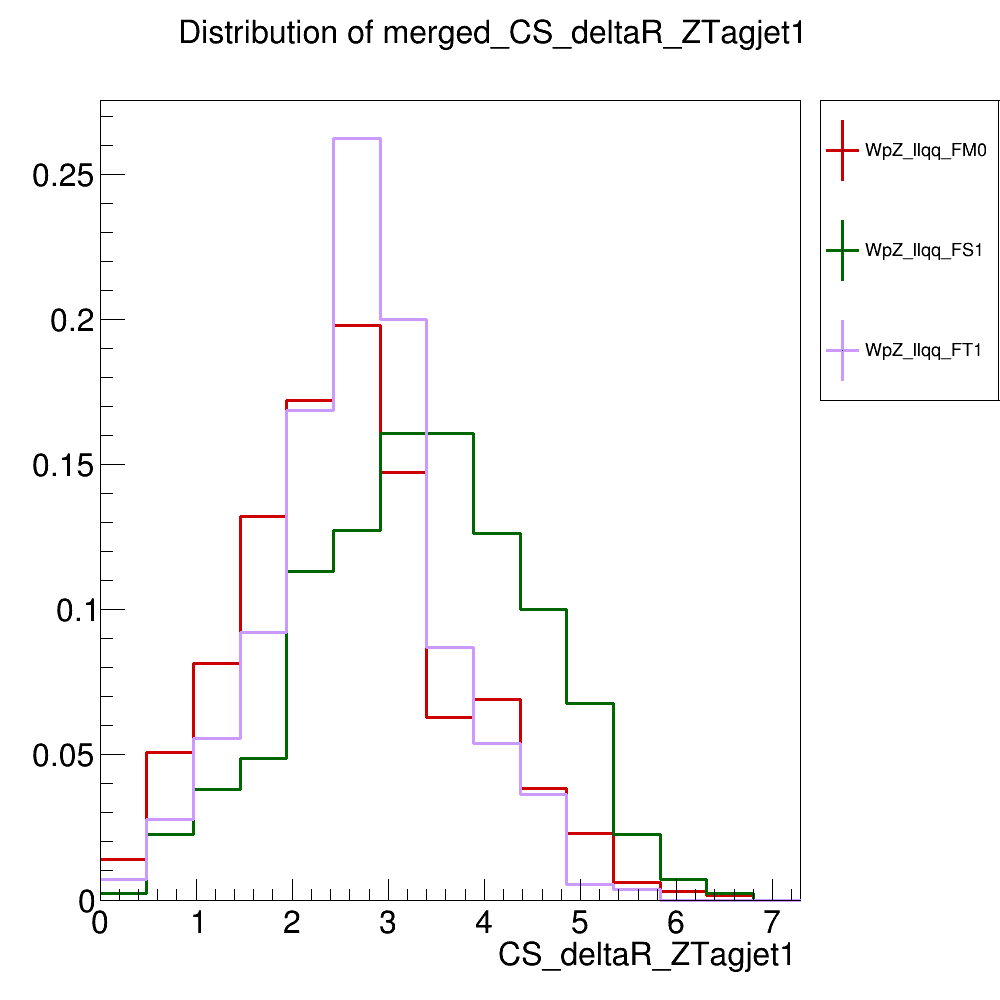 Distribution of merged_CS_deltaR_ZTagjet1
WpZ_llqq_FM0
WpZ_llqq_FS1
WpZ_llqq_FT1
0.25
0.2
0.15
0.1
0.05
0
0 1 2 3 4 5 6 7
CS_deltaR_ZTagjet1